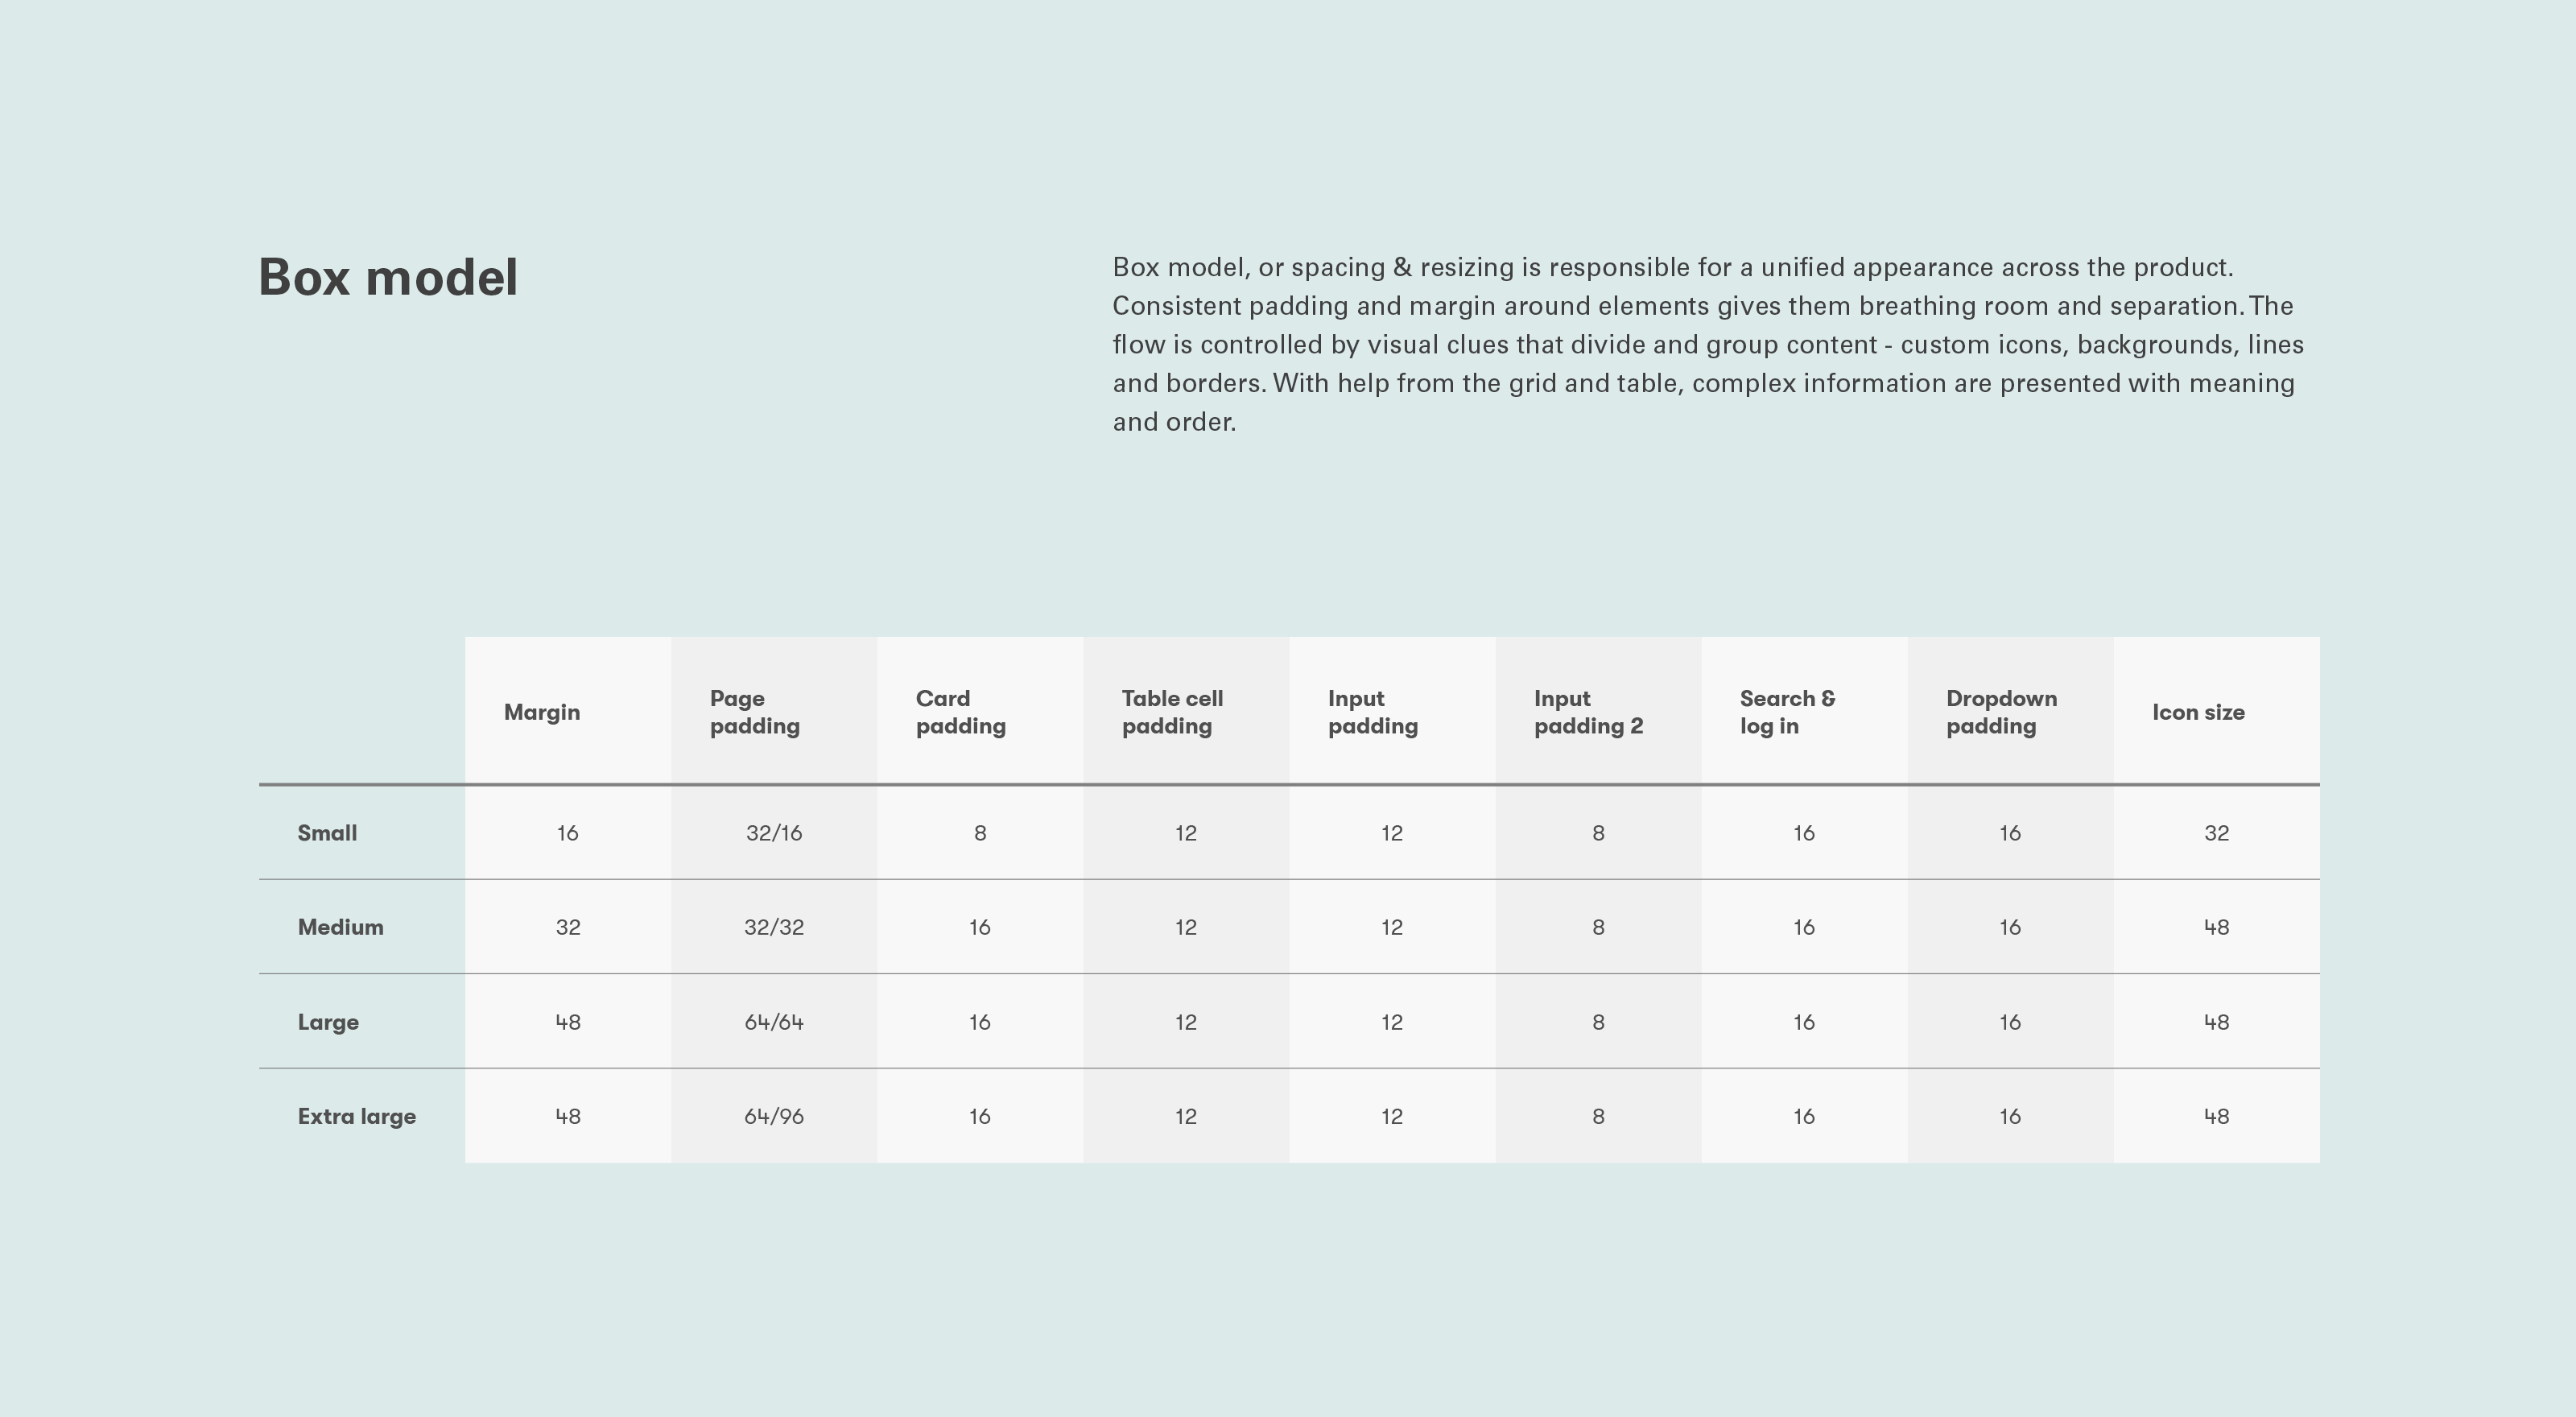 Box model
Box model, or spacing & resizing is responsible for a unified appearance across the product.
Consistent padding and margin around elements gives them breathing room and separation. The
flow is controlled by visual clues that divide and group content - custom icons, backgrounds, lines
and borders. With help from the grid and table, complex information are presented with meaning
and order.
Margin Page padding Card padding Table cell padding Input padding Input padding 2 Search & log in Dropdown padding Icon size
Small 16 32/16 8 12 12 8 16 16 32
Medium 32 32/32 16 12 12 8 16 16 48
Large 48 64/64 16 12 12 8 16 16 48
Extra large 48 64/96 16 12 12 8 16 16 48